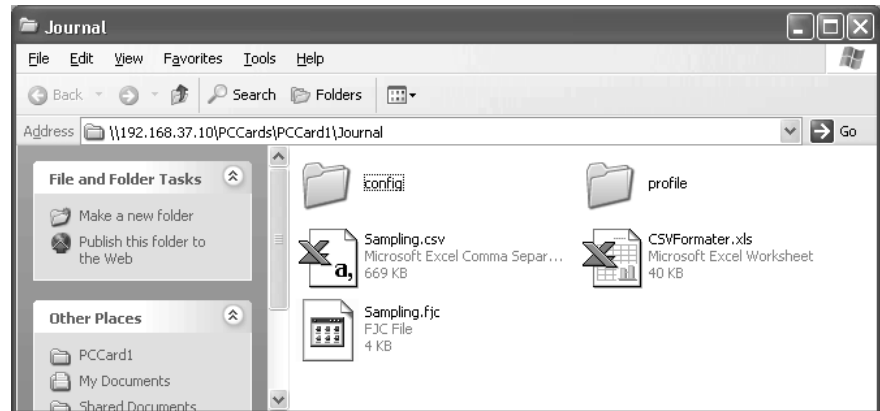 Journal
File Edit View Favorites Tools Help
Back Search Folders
Address \\192.168.37.10\PCCards\PCCard1\Journal Go
File and Folder Tasks
Make a new folder
Publish this folder to
the Web
Other Places
PCCard1
My Documents
Shared Documents
config
profile
Sampling.csv
Microsoft Excel Comma Separ...
669 KB
CSVFormater.xls
Microsoft Excel Worksheet
40 KB
Sampling.fjc
FJC File
4 KB